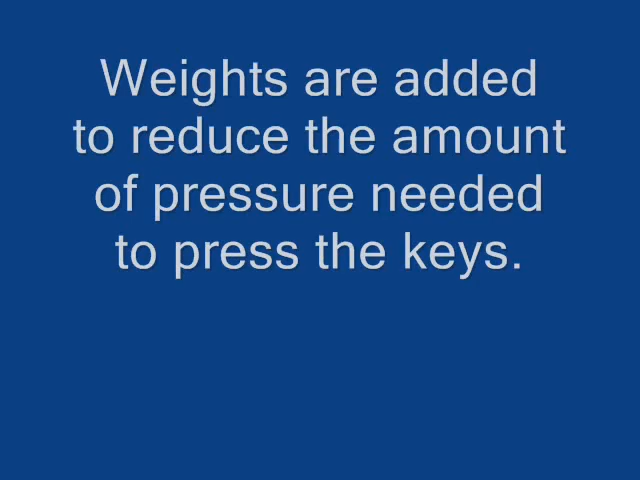 Weights are added
to reduce the amount
of pressure needed
to press the keys.